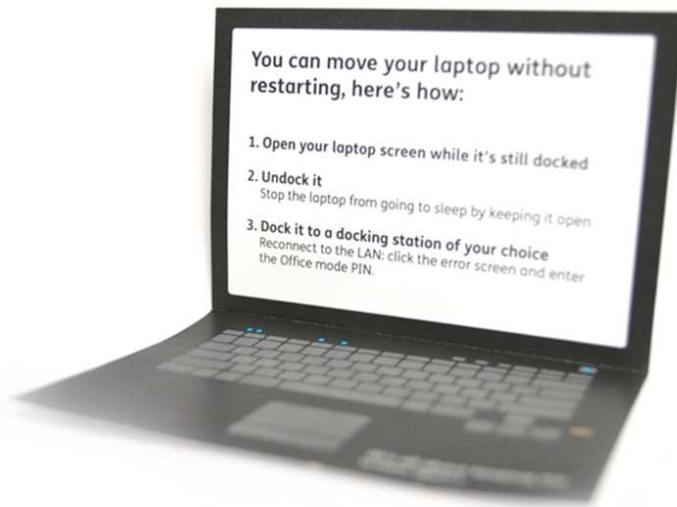 You can move your laptop without
restarting, here's how:
1. Open your laptop screen while it's still docked
2. Undock it
Stop the laptop from going to sleep by keeping it open
3. Dock it to a docking station of your choice
Reconnect to the LAN: click the error screen and enter
the Office mode PIN.